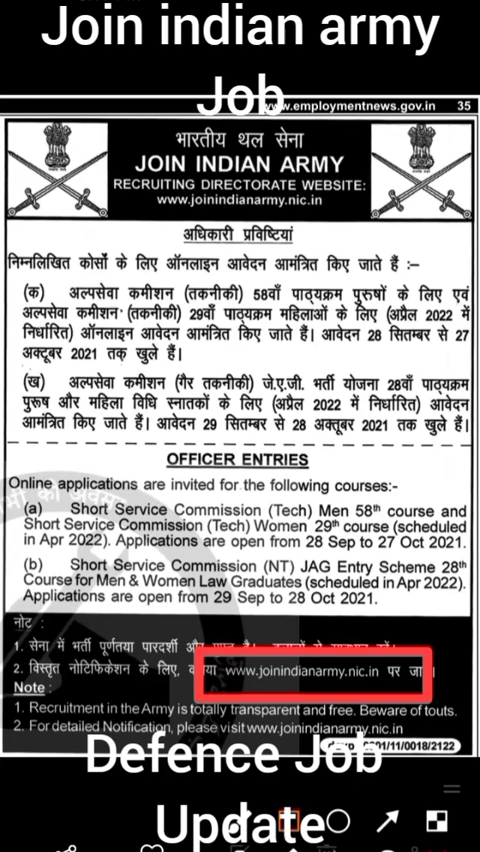 Join indian army
Job
www.employmentnews.gov.in 35
भारतीय थल सेना
JOIN INDIAN ARMY
RECRUITING DIRECTORATE WEBSITE:
www.joinindianarmy.nic.in
अधिकारी प्रविष्टियां
निम्नलिखित कोर्सों के लिए ऑनलाइन आवेदन आमंत्रित किए जाते हैं :–
(क) अल्पसेवा कमीशन (तकनीकी) 58वाँ पाठ्यक्रम पुरुषों के लिए एवं
अल्पसेवा कमीशन (तकनीकी) 29वाँ पाठ्यक्रम महिलाओं के लिए (अप्रैल 2022 में
निर्धारित) ऑनलाइन आवेदन आमंत्रित किए जाते हैं। आवेदन 28 सितम्बर से 27
अक्टूबर 2021 तक खुले हैं।
(ख) अल्पसेवा कमीशन (गैर तकनीकी) जे.ए.जी. भर्ती योजना 28वाँ पाठ्यक्रम
पुरूष और महिला विधि स्नातकों के लिए (अप्रैल 2022 में निर्धारित) आवेदन
आमंत्रित किए जाते हैं। आवेदन 29 सितम्बर से 28 अक्टूबर 2021 तक खुले हैं।
OFFICER ENTRIES
Online applications are invited for the following courses:-
(a) Short Service Commission (Tech) Men 58th course and
Short Service Commission (Tech) Women 29th course (scheduled
in Apr 2022). Applications are open from 28 Sep to 27 Oct 2021.
(b) Short Service Commission (NT) JAG Entry Scheme 28th
Course for Men & Women Law Graduates (scheduled in Apr 2022).
Applications are open from 29 Sep to 28 Oct 2021.
नोट :
1. सेना में भर्ती पूर्णतया पारदर्शी और
2. विस्तृत नोटिफिकेशन के लिए, www.joinindianarmy.nic.in पर
Note :
1. Recruitment in the Army is totally transparent and free. Beware of touts.
2. For detailed Notification, please visit www.joinindianarmy.nic.in
/11/0018/2122
Defence Job
Update